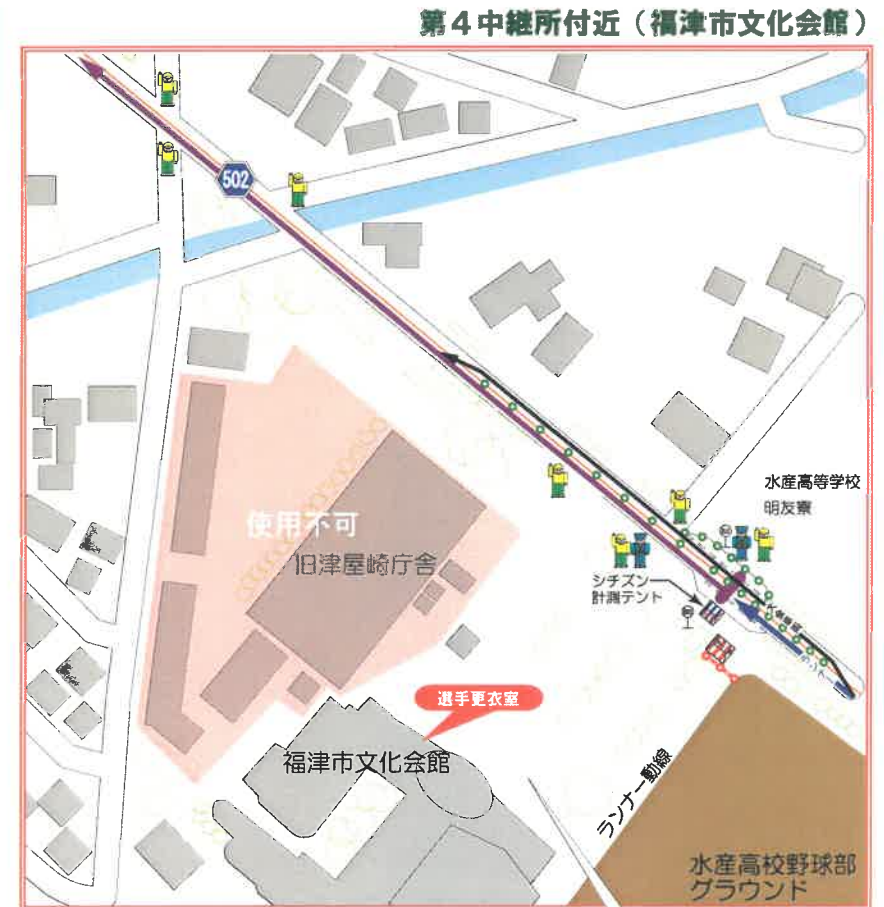 第4中継所付近（福津市文化会館）
502
水産高等学校
明友寮
使用不可
旧津屋崎庁舎
シチズン
計測テント
選手更衣室
福津市文化会館
ランナー動線
水産高校野球部
グラウンド